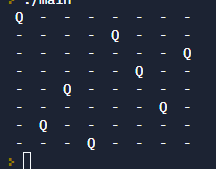 > ./main
Q - - - - - - -
- - - - Q - - -
- - - - - - - Q
- - - - - Q - -
- - Q - - - - -
- - - - - - Q -
- Q - - - - - -
- - - Q - - - -
>